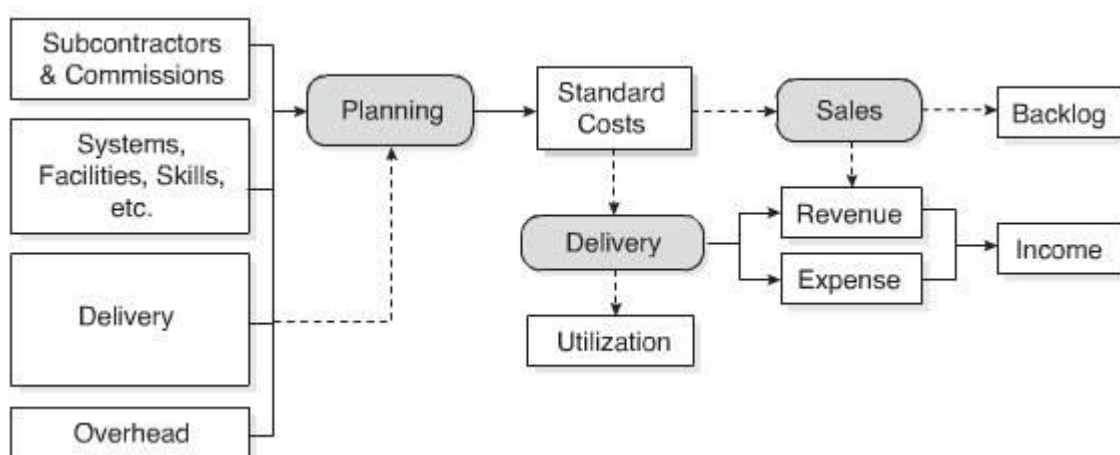 Subcontractors
& Commissions
Systems,
Facilities, Skills,
etc.
Delivery
Overhead
Planning
Standard
Costs
Delivery
Utilization
Sales
Revenue
Expense
Backlog
Income